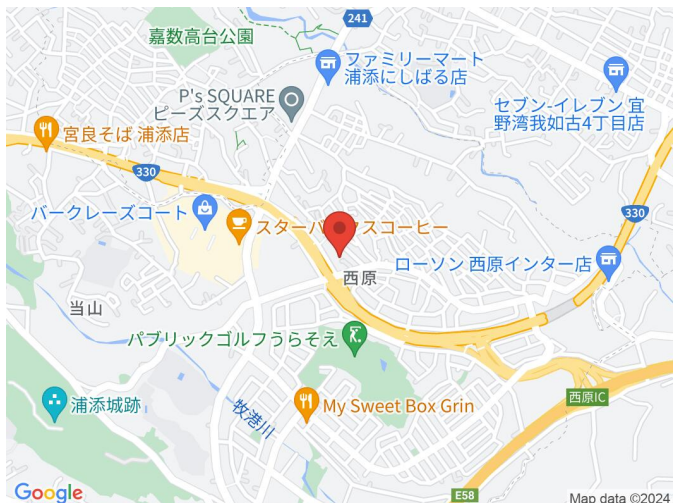 241
嘉数高台公園
ファミリーマート
浦添にしばる店
P's SQUARE
ピーズスクエア
セブン-イレブン 宜
野湾我如古4丁目店
宮良そば 浦添店
330
バークレーズコート
スターバックスコーヒー
330
ローソン 西原インター店
西原
当山
パブリックゴルフうらそえ
西原IC
浦添城跡
牧港川
My Sweet Box Grin
Google
E58
Map data ©2024